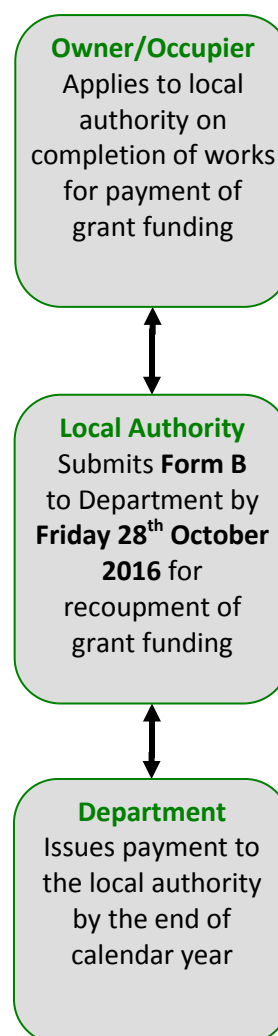 Owner/Occupier
Applies to local
authority on
completion of works
for payment of
grant funding
Local Authority
Submits Form B
to Department by
Friday 28th October
2016 for
recoupment of
grant funding
Department
Issues payment to
the local authority
by the end of
calendar year